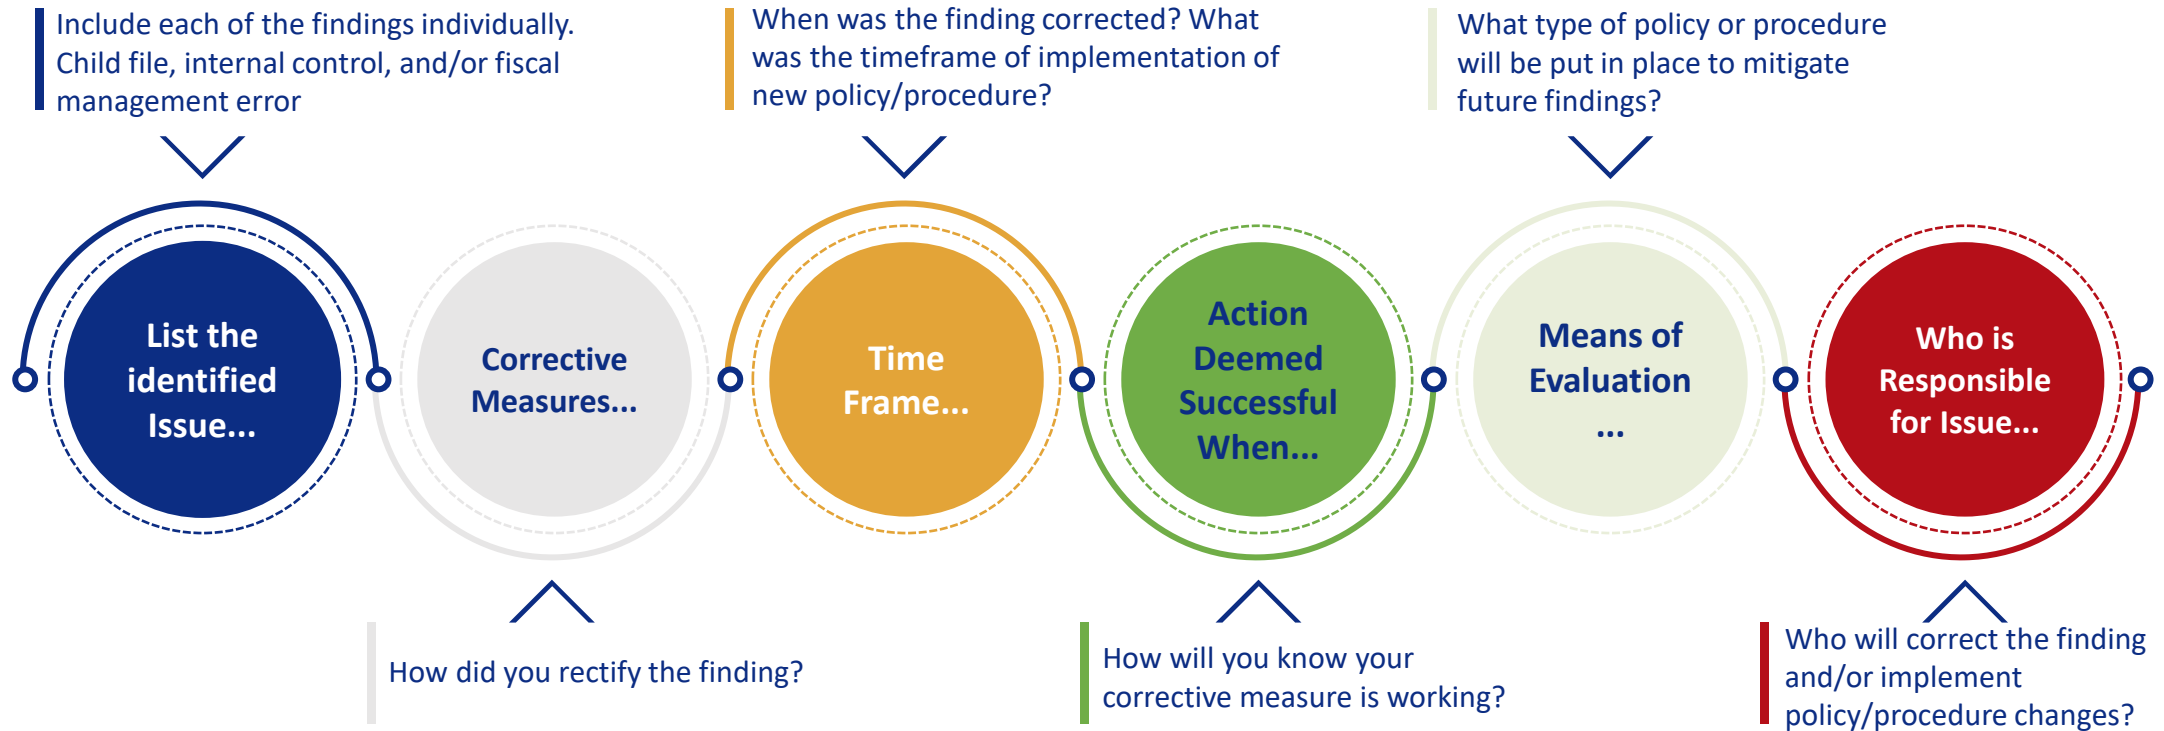 Include each of the findings individually.
Child file, internal control, and/or fiscal
management error
When was the finding corrected? What
was the timeframe of implementation of
new policy/procedure?
What type of policy or procedure
will be put in place to mitigate
future findings?
List the
identified
Issue...
Corrective
Measures...
Time
Frame...
Action
Deemed
Successful
When...
Means of
Evaluation
...
Who is
Responsible
for Issue...
How did you rectify the finding?
How will you know your
corrective measure is working?
Who will correct the finding
and/or implement
policy/procedure changes?